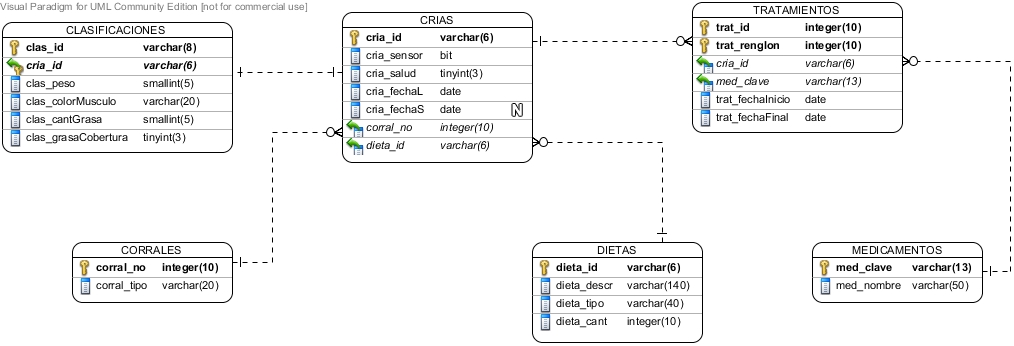 Visual Paradigm for UML Community Edition [not for commercial use]
CLASIFICACIONES
clas_id varchar(8)
cria_id varchar(6)
clas_peso smallint(5)
clas_colorMusculo varchar(20)
clas_cantGrasa smallint(5)
clas_grasaCobertura tinyint(3)
CRIAS
cria_id varchar(6)
cria_sensor bit
cria_salud tinyint(3)
cria_fechaL date
cria_fechaS date N
corral_no integer(10)
dieta_id varchar(6)
TRATAMIENTOS
trat_id integer(10)
trat_renglon integer(10)
cria_id varchar(6)
med_clave varchar(13)
trat_fechaInicio date
trat_fechaFinal date
CORRALES
corral_no integer(10)
corral_tipo varchar(20)
DIETAS
dieta_id varchar(6)
dieta_descr varchar(140)
dieta_tipo varchar(40)
dieta_cant integer(10)
MEDICAMENTOS
med_clave varchar(13)
med_nombre varchar(50)